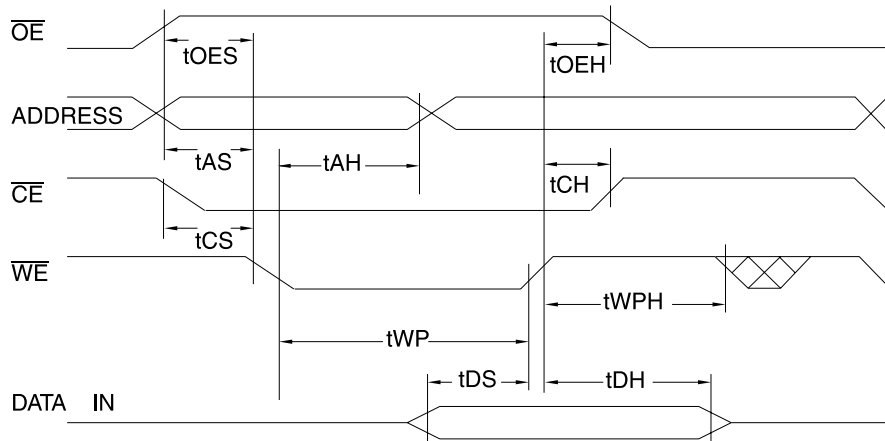 OE
tOES
tOEH
ADDRESS
tAS
tAH
tCH
CE
tCS
WE
tWPH
tWP
tDS
tDH
DATA IN